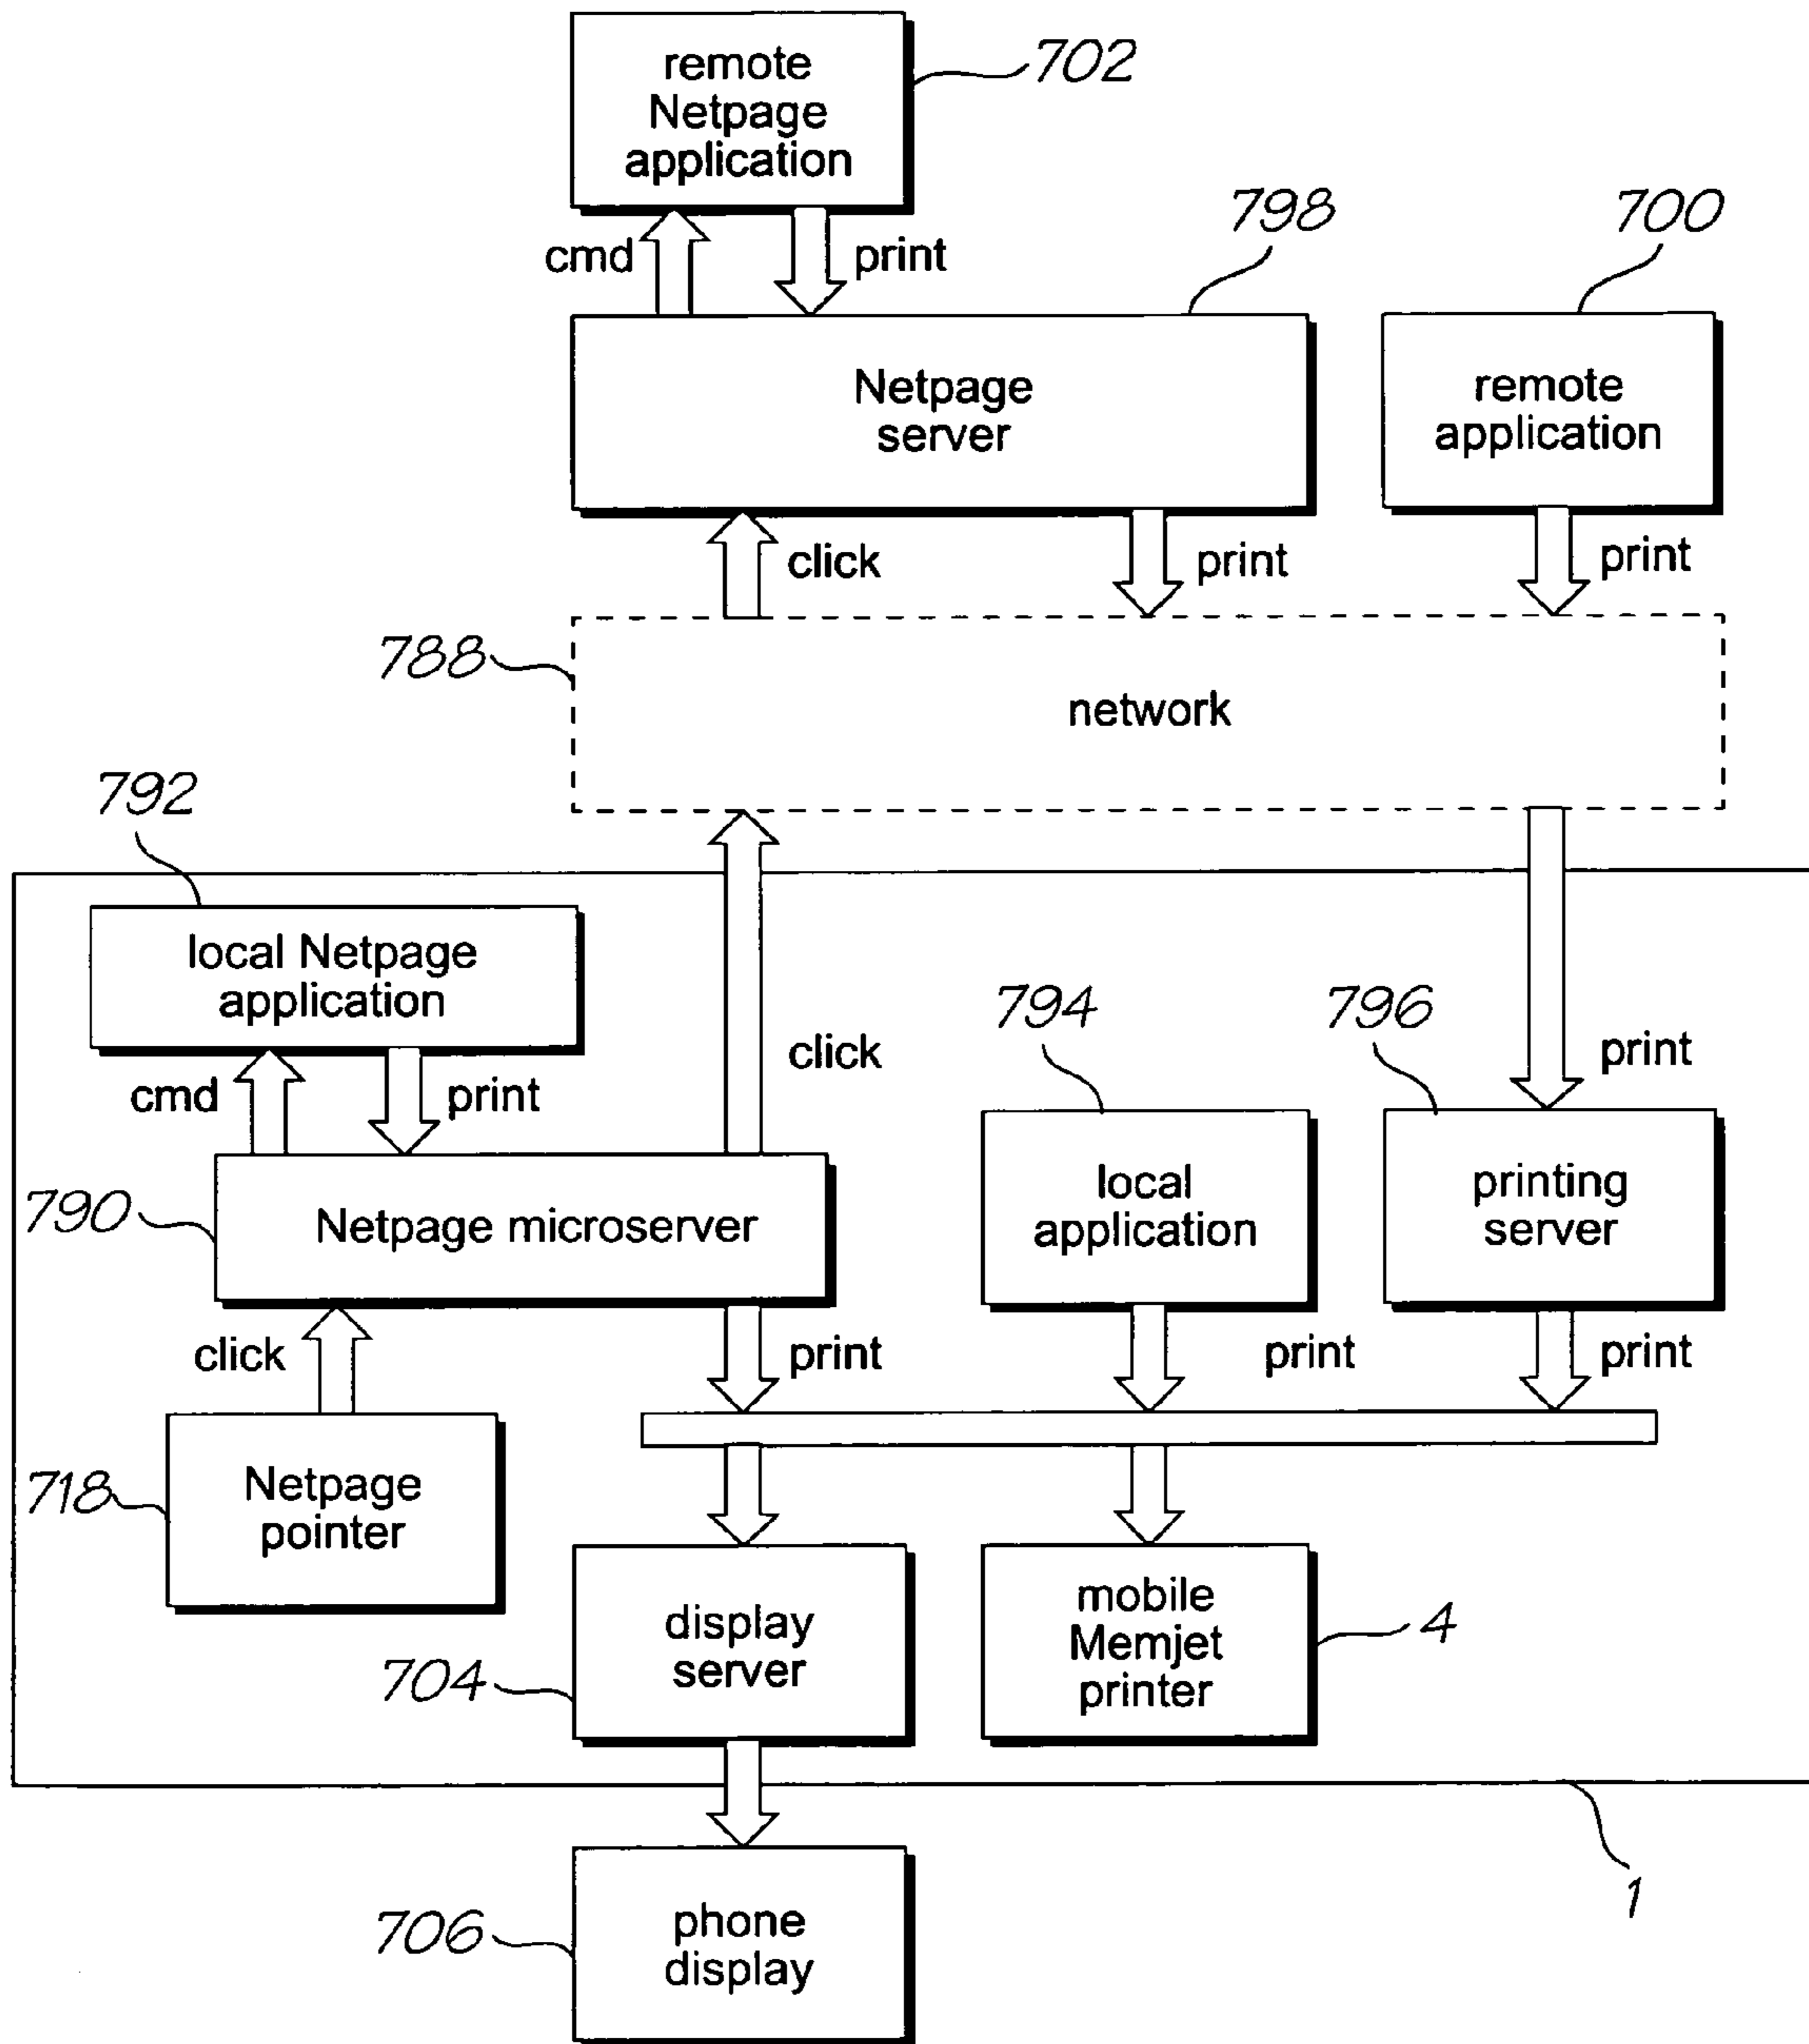 remote
Netpage
application
702
cmd
print
798
700
Netpage
server
remote
application
click
print
print
788
network
792
local Netpage
application
click
794
796
print
cmd
print
790
Netpage microserver
local
application
printing
server
click
print
print
print
718
Netpage
pointer
display
server
704
mobile
Memjet
printer
4
1
706
phone
display